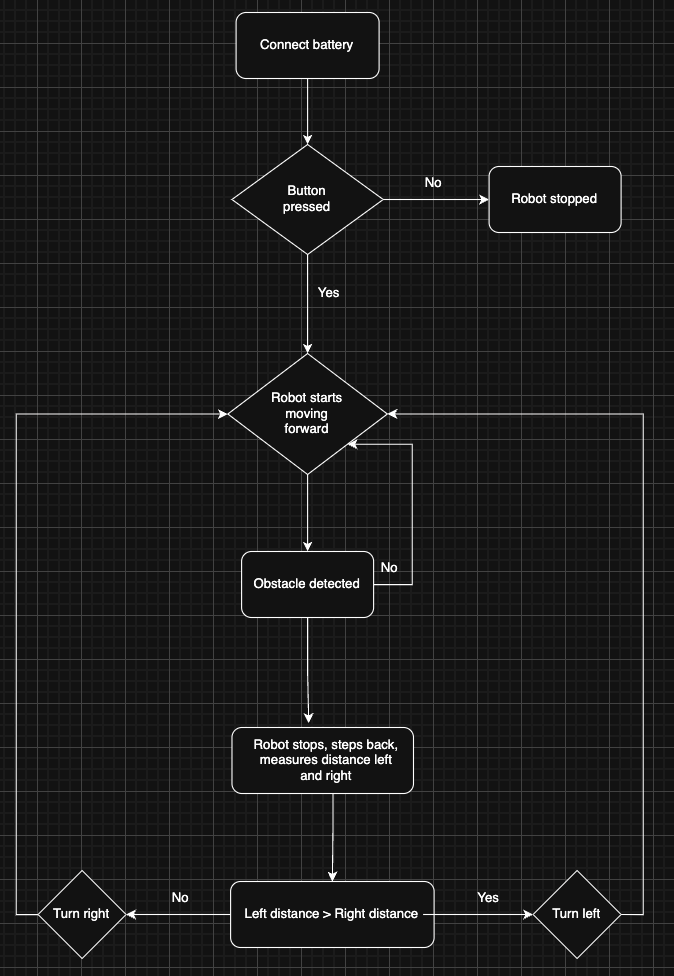 Connect battery
Button
pressed
No
Robot stopped
Yes
Robot starts
moving
forward
No
Obstacle detected
Robot stops, steps back,
measures distance left
and right
No
Yes
Turn right
Left distance > Right distance
Turn left